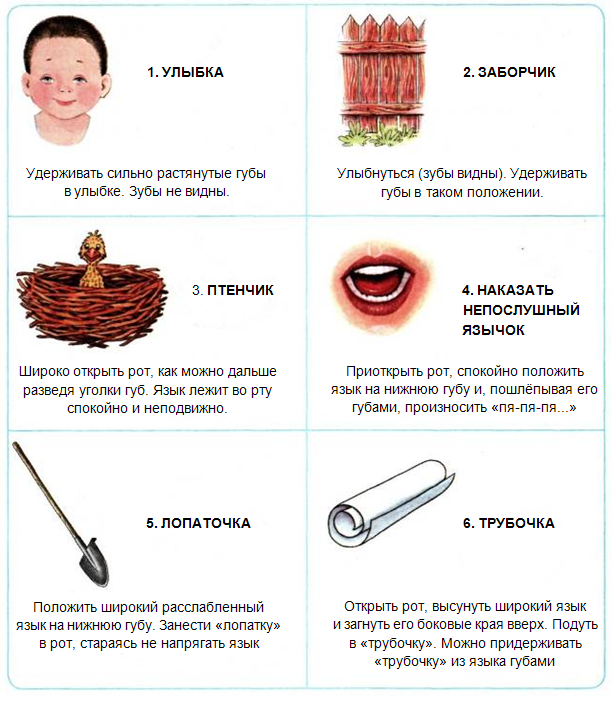 1. УЛЫБКА
Удерживать сильно растянутые губы
в улыбке. Зубы не видны.
2. ЗАБОРЧИК
Улыбнуться (зубы видны). Удерживать
губы в таком положении.
3. ПТЕНЧИК
Широко открыть рот, как можно дальше
разведя уголки губ. Язык лежит во рту
спокойно и неподвижно.
4. НАКАЗАТЬ
НЕПОСЛУШНЫЙ
ЯЗЫЧОК
Приоткрыть рот, спокойно положить
язык на нижнюю губу и, пошлёпывая его
губами, произносить «пя-пя-пя...»
5. ЛОПАТОЧКА
Положить широкий расслабленный
язык на нижнюю губу. Занести «лопатку»
в рот, стараясь не напрягать язык
6. ТРУБОЧКА
Открыть рот, высунуть широкий язык
и загнуть его боковые края вверх. Подуть
в «трубочку». Можно придерживать
«трубочку» из языка губами